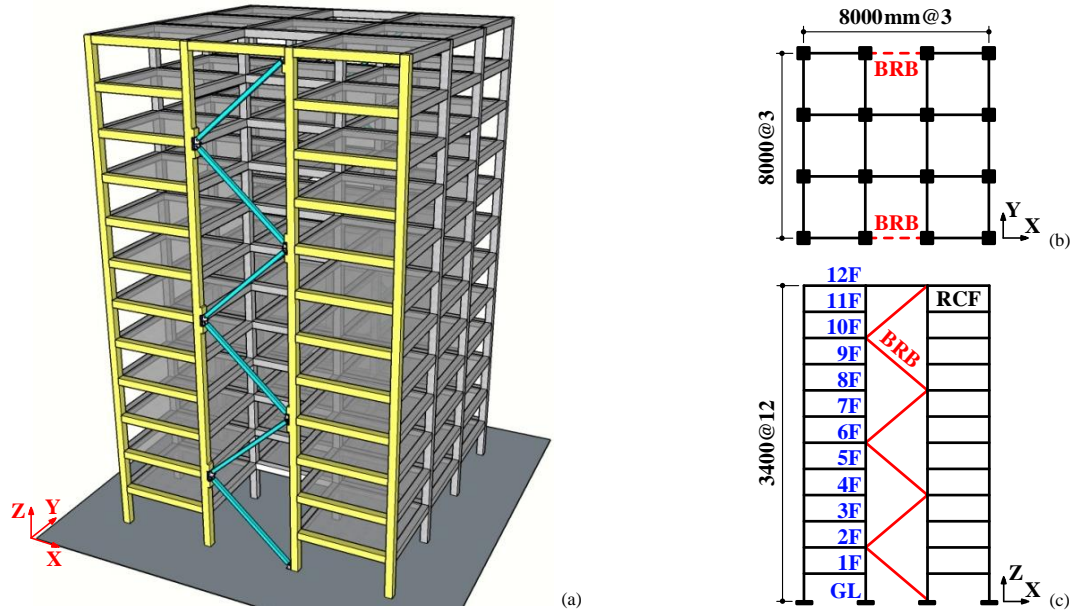 Z
Y
X
(a)
8000mm@3
BRB
8000@3
BRB
Y
X
(b)
12F
11F
RCF
10F
BRB
9F
8F
7F
3400@12
6F
5F
4F
3F
2F
1F
Z
GL
X
(c)